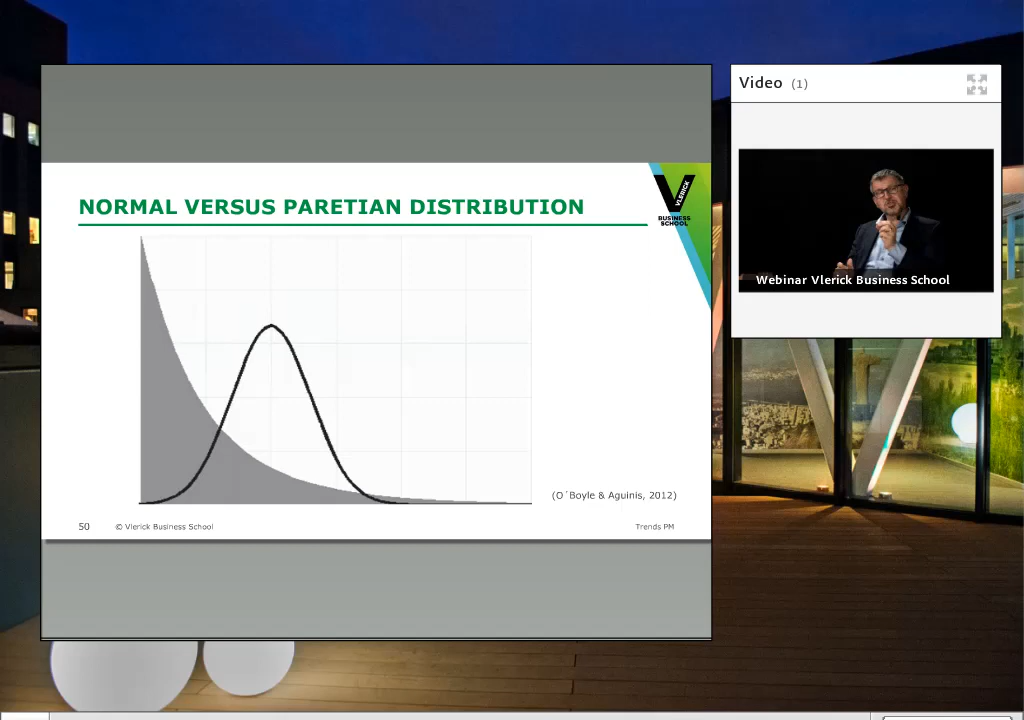 NORMAL VERSUS PARETIAN DISTRIBUTION
VLERICK
BUSINESS
SCHOOL
(O´Boyle & Aguinis, 2012)
50
© Vlerick Business School
Trends PM
Video (1)
Webinar Vlerick Business School